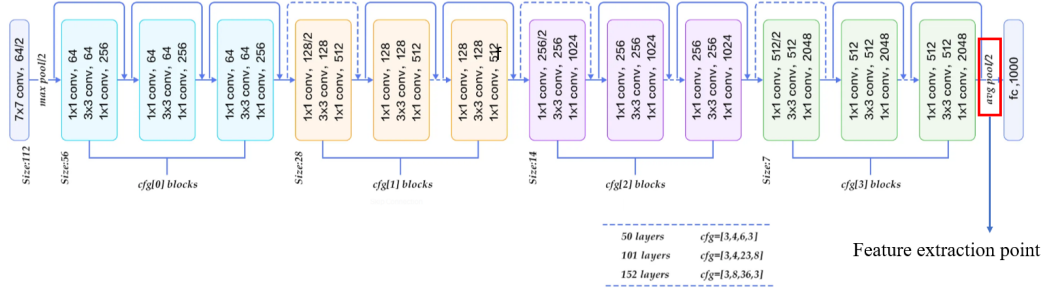 7x7 conv, 64/2
max pool/2
1x1 conv, 64
3x3 conv, 64
1x1 conv, 256
1x1 conv, 64
3x3 conv, 64
1x1 conv, 256
1x1 conv, 64
3x3 conv, 64
1x1 conv, 256
1x1 conv, 128/2
3x3 conv, 128
1x1 conv, 512
1x1 conv, 128
3x3 conv, 128
1x1 conv, 512
1x1 conv, 128
3x3 conv, 128
1x1 conv, 512
1x1 conv, 256/2
3x3 conv, 256
1x1 conv, 1024
1x1 conv, 256
3x3 conv, 256
1x1 conv, 1024
1x1 conv, 256
3x3 conv, 256
1x1 conv, 1024
1x1 conv, 512/2
3x3 conv, 512
1x1 conv, 2048
1x1 conv, 512
3x3 conv, 512
1x1 conv, 2048
1x1 conv, 512
3x3 conv, 512
1x1 conv, 2048
avg pool/2
fc ,1000
Size:112
Size:56
Size:28
Size:14
Size:7
cfg[0] blocks
cfg[1] blocks
cfg[2] blocks
cfg[3] blocks
50 layers cfg=[3,4,6,3]
101 layers cfg=[3,4,23,8]
152 layers cfg=[3,8,36,3]
Feature extraction point